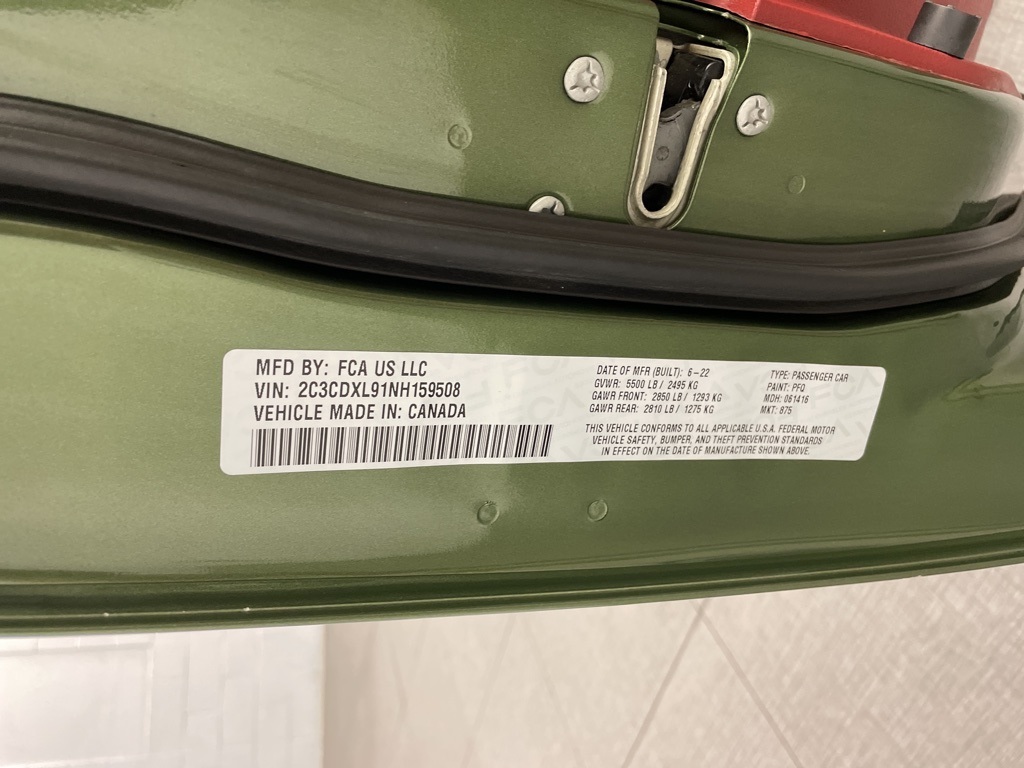 MFD BY: FCA US LLC
VIN: 2C3CDXL91NH159508
VEHICLE MADE IN: CANADA
DATE OF MFR (BUILT): 6-22
GVWR: 5500 LB / 2495 KG
GAWR FRONT: 2850 LB / 1293 KG
GAWR REAR: 2810 LB / 1275 KG
TYPE: PASSENGER CAR
PAINT: PFQ
MDH: 061416
MKT: 875
THIS VEHICLE CONFORMS TO ALL APPLICABLE U.S.A. FEDERAL MOTOR
VEHICLE SAFETY, BUMPER, AND THEFT PREVENTION STANDARDS
IN EFFECT ON THE DATE OF MANUFACTURE SHOWN ABOVE.